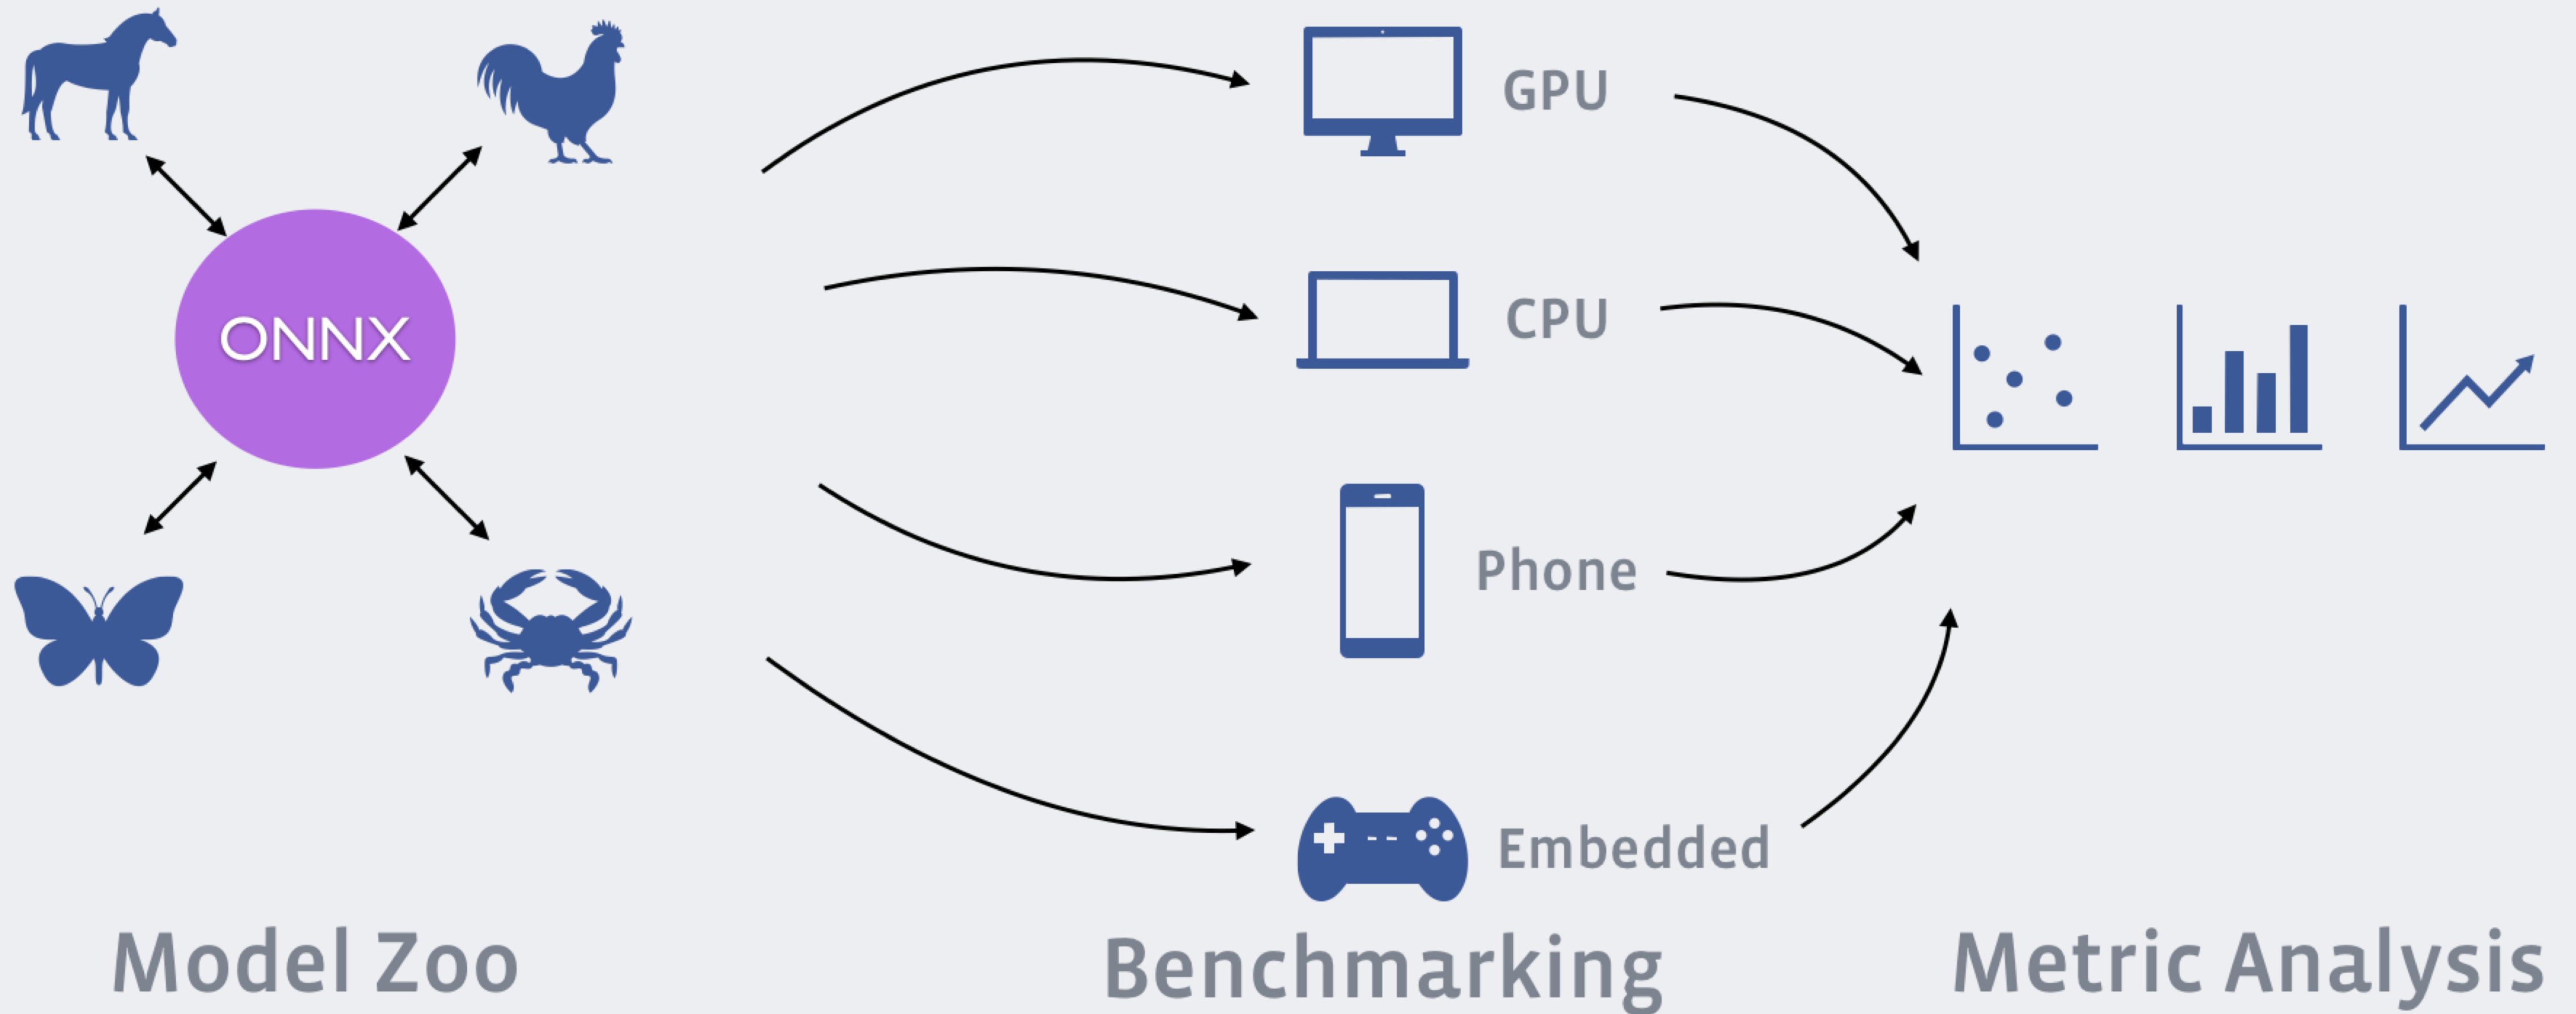 ONNX
GPU
CPU
Phone
Embedded
Model Zoo
Benchmarking
Metric Analysis